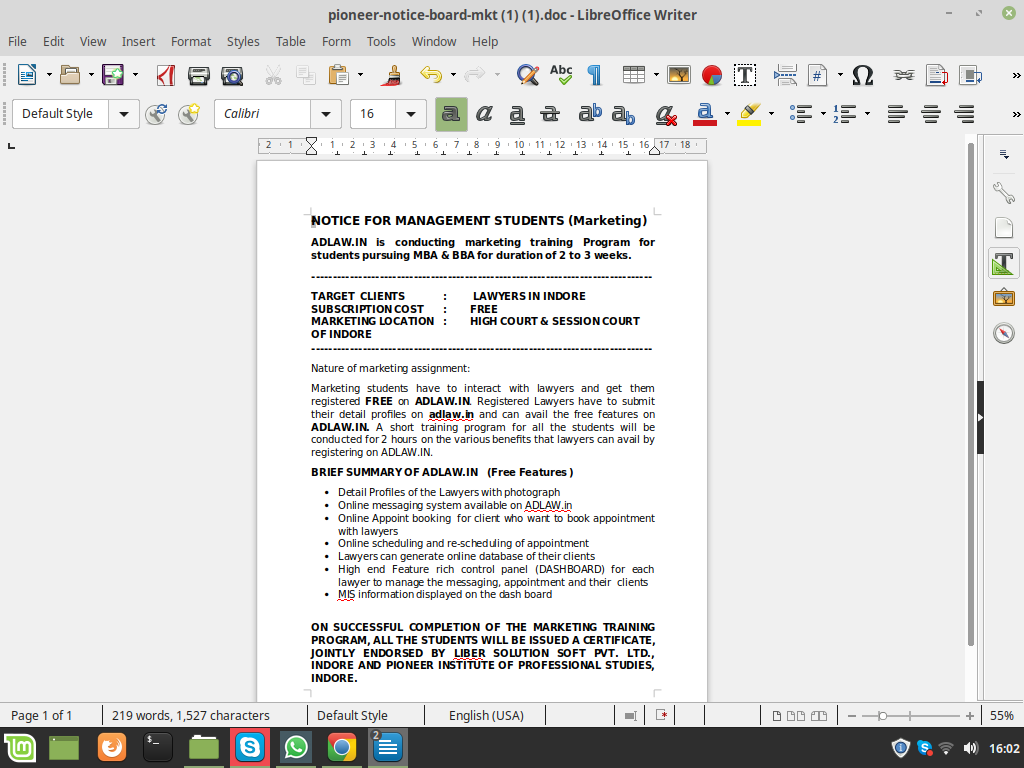 pioneer-notice-board-mkt (1) (1).doc - LibreOffice Writer
File Edit View Insert Format Styles Table Form Tools Window Help
Abc
Default Style Calibri 16
2 1 1 2 3 4 5 6 7 8 9 10 11 12 13 14 15 16 17 18
NOTICE FOR MANAGEMENT STUDENTS (Marketing)
ADLAW.IN is conducting marketing training Program for
students pursuing MBA & BBA for duration of 2 to 3 weeks.
--------------------------------------------------------------------------------
TARGET CLIENTS : LAWYERS IN INDORE
SUBSCRIPTION COST : FREE
MARKETING LOCATION : HIGH COURT & SESSION COURT
OF INDORE
--------------------------------------------------------------------------------
Nature of marketing assignment:
Marketing students have to interact with lawyers and get them
registered FREE on ADLAW.IN. Registered Lawyers have to submit
their detail profiles on adlaw.in and can avail the free features on
ADLAW.IN. A short training program for all the students will be
conducted for 2 hours on the various benefits that lawyers can avail by
registering on ADLAW.IN.
BRIEF SUMMARY OF ADLAW.IN (Free Features )
• Detail Profiles of the Lawyers with photograph
• Online messaging system available on ADLAW.in
• Online Appoint booking for client who want to book appointment
with lawyers
• Online scheduling and re-scheduling of appointment
• Lawyers can generate online database of their clients
• High end Feature rich control panel (DASHBOARD) for each
lawyer to manage the messaging, appointment and their clients
• MIS information displayed on the dash board
ON SUCCESSFUL COMPLETION OF THE MARKETING TRAINING
PROGRAM, ALL THE STUDENTS WILL BE ISSUED A CERTIFICATE,
JOINTLY ENDORSED BY LIBER SOLUTION SOFT PVT. LTD.,
INDORE AND PIONEER INSTITUTE OF PROFESSIONAL STUDIES,
INDORE.
Page 1 of 1 219 words, 1,527 characters Default Style English (USA) 55%
2 16:02